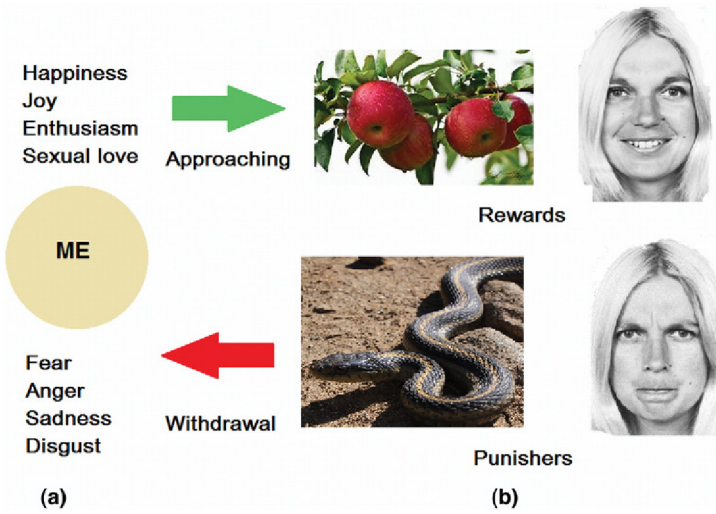 Happiness
Joy
Enthusiasm
Sexual love
Approaching
Rewards
ME
Fear
Anger
Sadness
Disgust
Withdrawal
Punishers
(a)
(b)